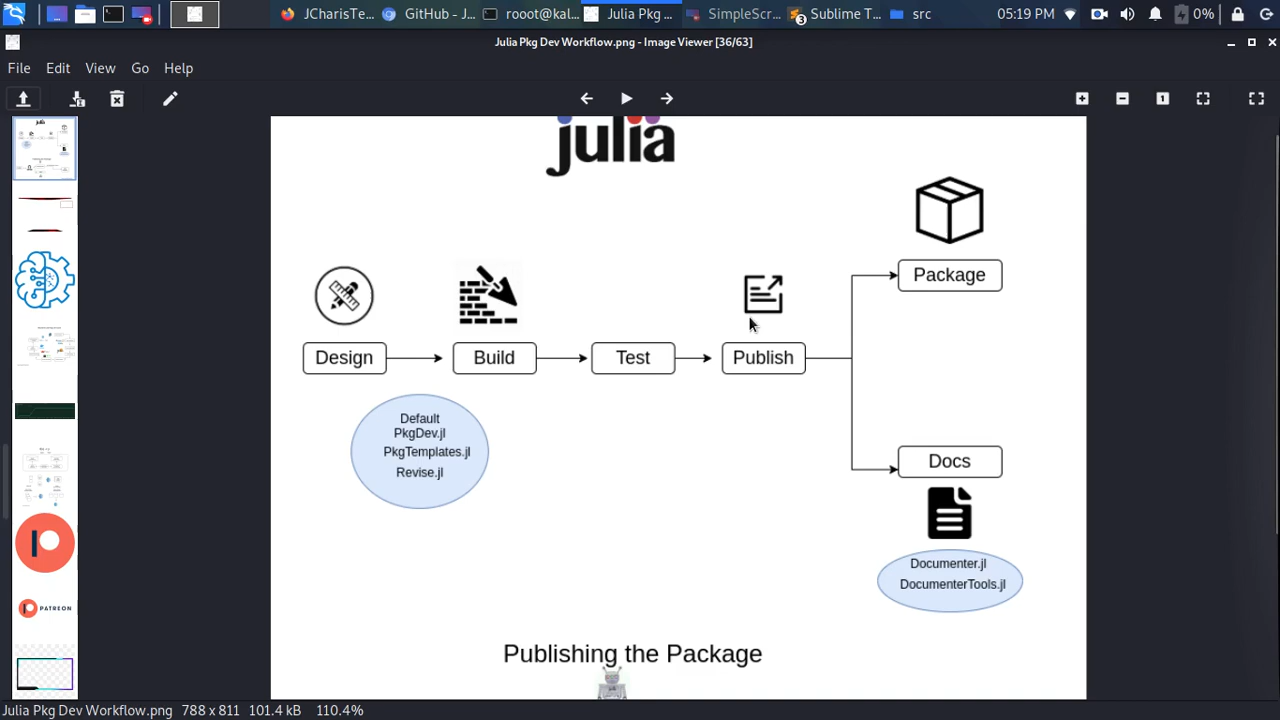 JCharisTe...
GitHub - J...
rooot@kal...
Julia Pkg ...
SimpleScr...
3
Sublime T...
src
05:19 PM
0%
Julia Pkg Dev Workflow.png - Image Viewer [36/63]
File Edit View Go Help
julia
Package
Design
Build
Test
Publish
Default
PkgDev.jl
PkgTemplates.jl
Revise.jl
Docs
Documenter.jl
DocumenterTools.jl
Publishing the Package
PATREON
Julia Pkg Dev Workflow.png 788 x 811 101.4 kB 110.4%